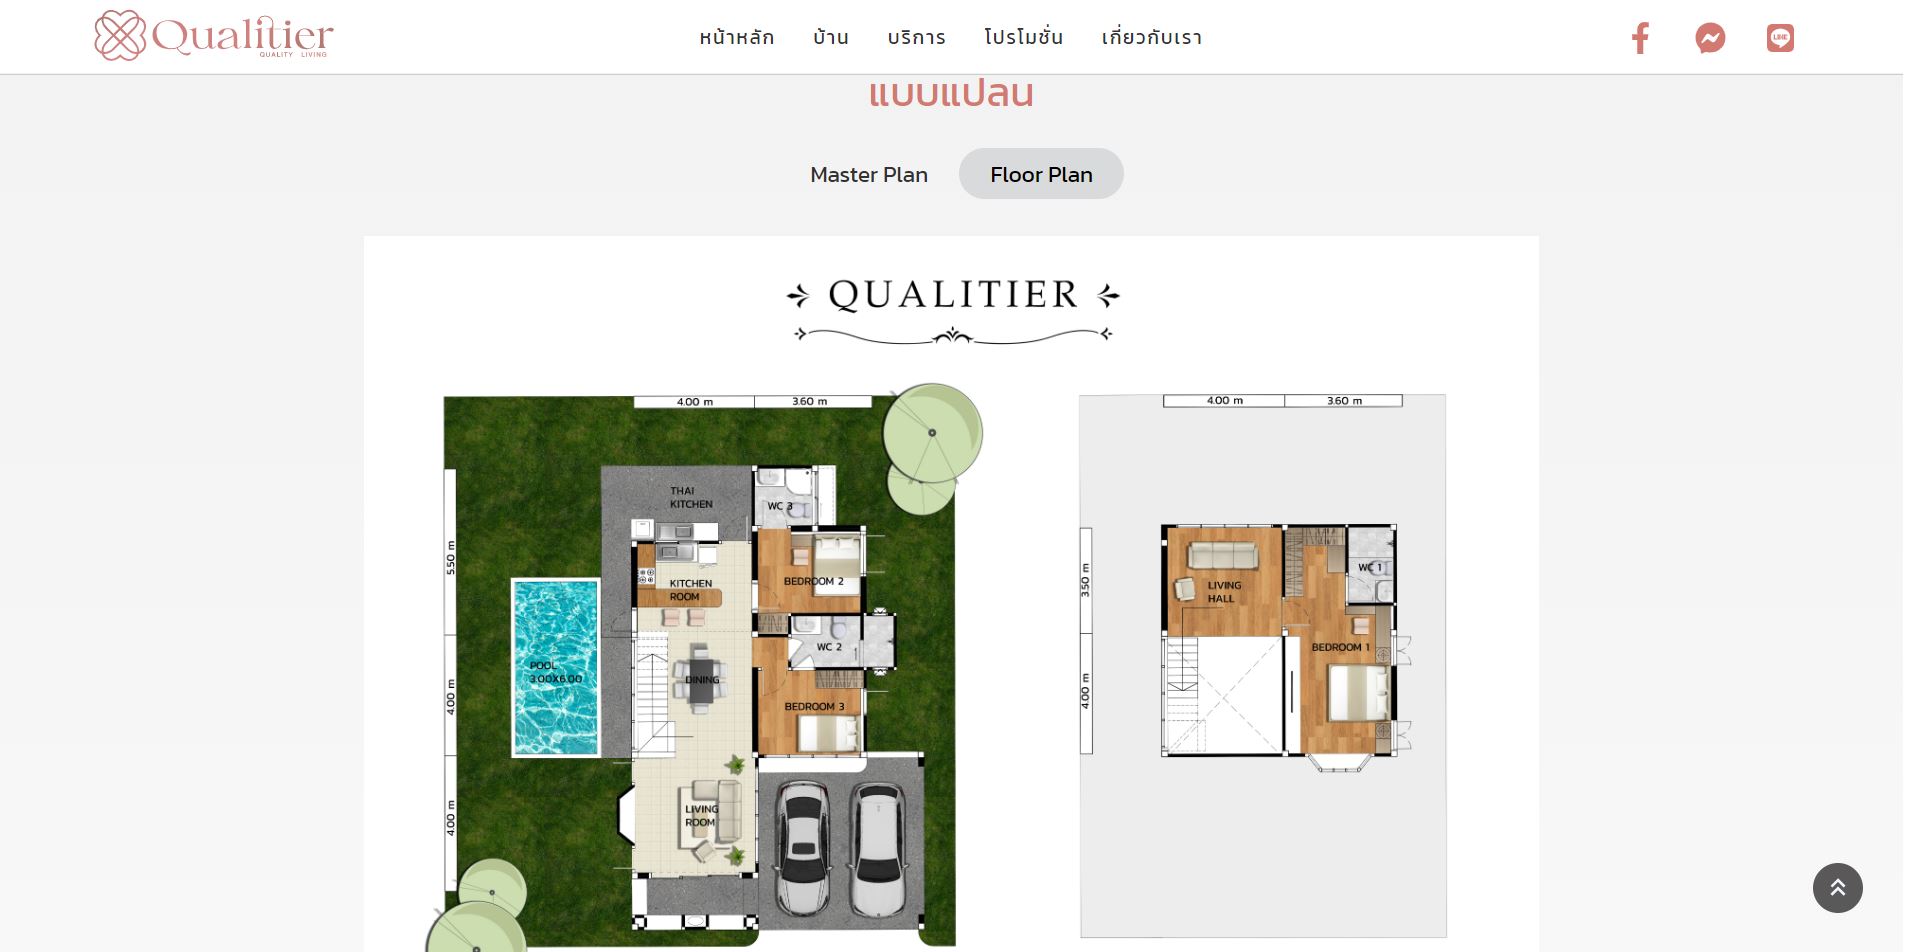 Qualitier
QUALITY LIVING
หน้าหลัก บ้าน บริการ โปรโมชั่น เกี่ยวกับเรา
LINE
แบบแปลน
Master Plan Floor Plan
QUALITIER
4.00 m 3.60 m
THAI
KITCHEN
WC 3
5.50 m
KITCHEN
ROOM
BEDROOM 2
WC 2
POOL
3.00X6.00
DINING
4.00 m
BEDROOM 3
LIVING
ROOM
4.00 m
4.00 m 3.60 m
3.50 m
LIVING
HALL
WC 1
BEDROOM 1
4.00 m